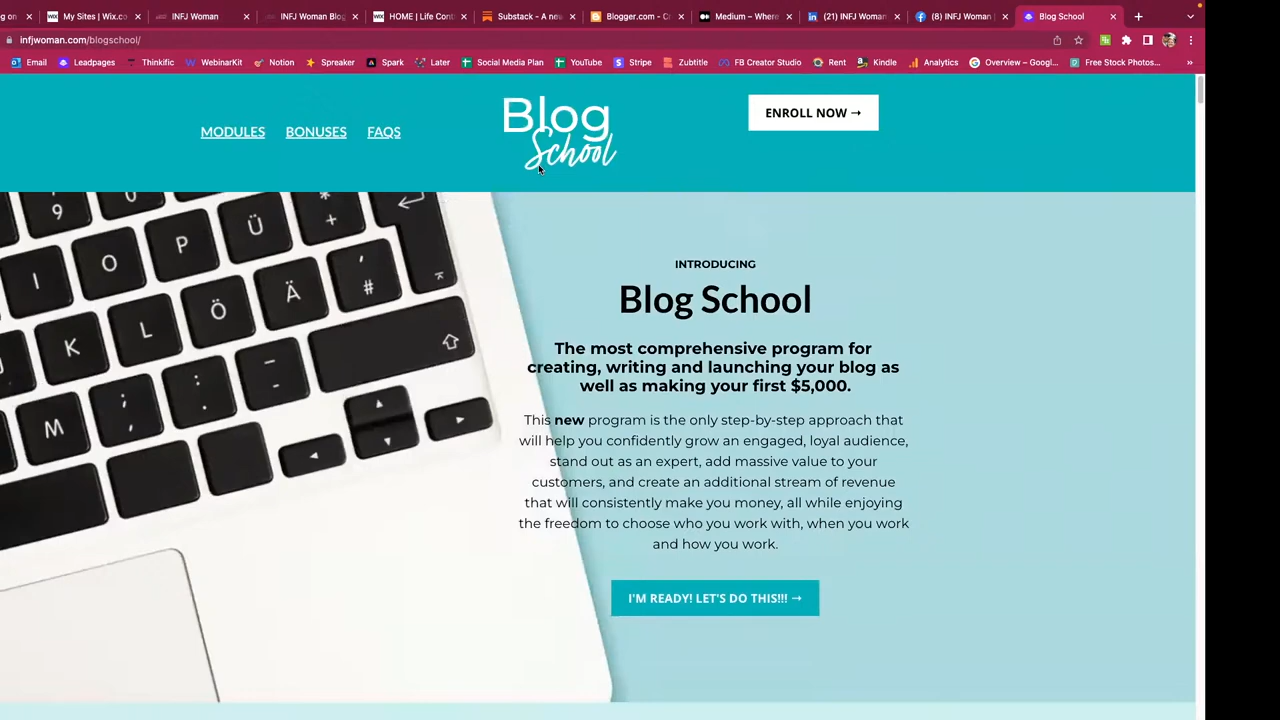 g on
My Sites | Wix.co
INFJ Woman
INFJ Woman Blog
HOME | Life Cont
Substack - A new
Blogger.com - C
Medium – Where
(21) INFJ Woman
(8) INFJ Woman
Blog School
infjwoman.com/blogschool/
Email
Leadpages
Thinkific
WebinarKit
Notion
Spreaker
Spark
Later
Social Media Plan
YouTube
Stripe
Zubtitle
FB Creator Studio
Rent
Kindle
Analytics
Overview – Googl...
Free Stock Photos...
»
MODULES
BONUSES
FAQS
Blog
School
ENROLL NOW →
INTRODUCING
Blog School
The most comprehensive program for
creating, writing and launching your blog as
well as making your first $5,000.
This new program is the only step-by-step approach that
will help you confidently grow an engaged, loyal audience,
stand out as an expert, add massive value to your
customers, and create an additional stream of revenue
that will consistently make you money, all while enjoying
the freedom to choose who you work with, when you work
and how you work.
I'M READY! LET'S DO THIS!!! →
9
I O P Ü * +
K L Ö Ä ' #
M ; : _ -